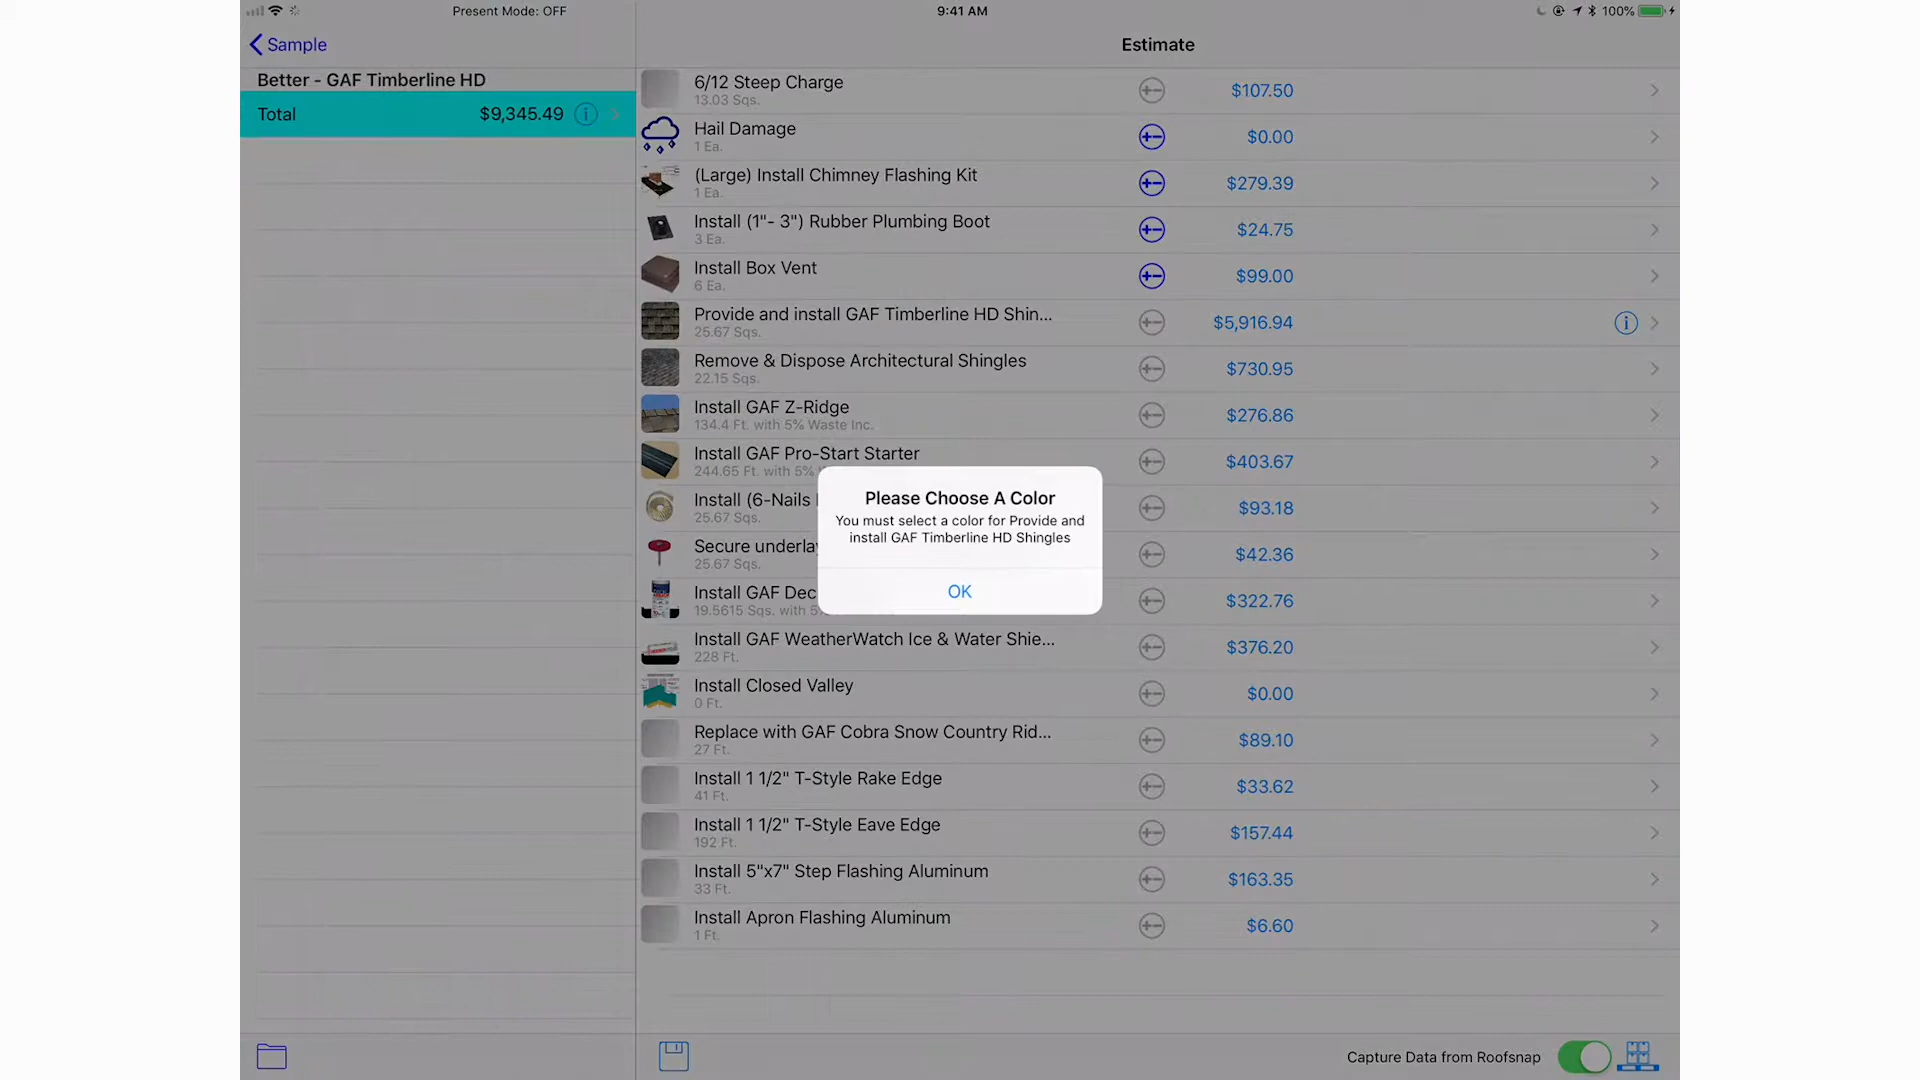 Present Mode: OFF
9:41 AM
100%
Sample
Estimate
Better - GAF Timberline HD
Total $9,345.49
6/12 Steep Charge
13.03 Sqs.
$107.50
Hail Damage
1 Ea.
$0.00
(Large) Install Chimney Flashing Kit
1 Ea.
$279.39
Install (1"- 3") Rubber Plumbing Boot
3 Ea.
$24.75
Install Box Vent
6 Ea.
$99.00
Provide and install GAF Timberline HD Shin...
25.67 Sqs.
$5,916.94
Remove & Dispose Architectural Shingles
22.15 Sqs.
$730.95
Install GAF Z-Ridge
134.4 Ft. with 5% Waste Inc.
$276.86
Install GAF Pro-Start Starter
244.65 Ft. with 5%
$403.67
Install (6-Nails
25.67 Sqs.
$93.18
Secure underla
25.67 Sqs.
$42.36
Install GAF Dec
19.5615 Sqs. with 5
$322.76
Install GAF WeatherWatch Ice & Water Shie...
228 Ft.
$376.20
Install Closed Valley
0 Ft.
$0.00
Replace with GAF Cobra Snow Country Rid...
27 Ft.
$89.10
Install 1 1/2" T-Style Rake Edge
41 Ft.
$33.62
Install 1 1/2" T-Style Eave Edge
192 Ft.
$157.44
Install 5"x7" Step Flashing Aluminum
33 Ft.
$163.35
Install Apron Flashing Aluminum
1 Ft.
$6.60
Please Choose A Color
You must select a color for Provide and
install GAF Timberline HD Shingles
OK
Capture Data from Roofsnap